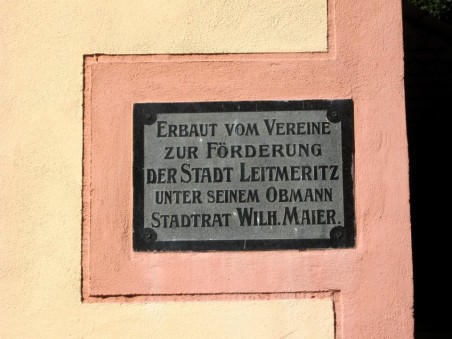 ERBAUT VOM VEREINE
ZUR FÖRDERUNG
DER STADT LEITMERITZ
UNTER SEINEM OBMANN
STADTRAT WILH. MAIER.